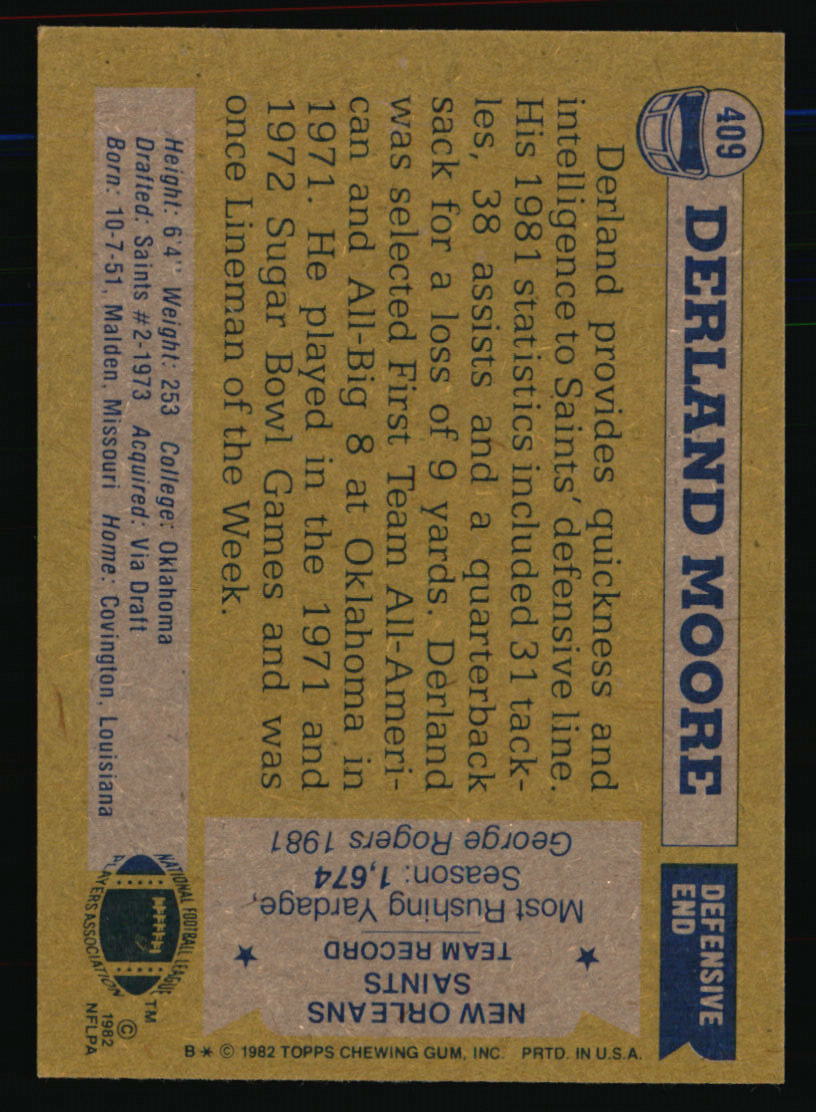 409
DERLAND MOORE
DEFENSIVE
END
Derland provides quickness and
intelligence to Saints' defensive line.
His 1981 statistics included 31 tack-
les, 38 assists and a quarterback
sack for a loss of 9 yards. Derland
was selected First Team All-Ameri-
can and All-Big 8 at Oklahoma in
1971. He played in the 1971 and
1972 Sugar Bowl Games and was
once Lineman of the Week.
NEW ORLEANS
SAINTS
TEAM RECORD
Most Rushing Yardage,
Season: 1,674
George Rogers 1981
Height: 6'4" Weight: 253 College: Oklahoma
Drafted: Saints #2-1973 Acquired: Via Draft
Born: 10-7-51, Malden, Missouri Home: Covington, Louisiana
NATIONAL FOOTBALL LEAGUE
PLAYERS ASSOCIATION
TM
© 1982
NFLPA
B * © 1982 TOPPS CHEWING GUM, INC. PRTD. IN U.S.A.